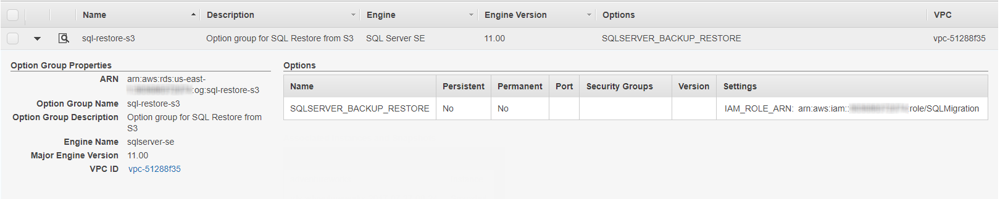 Name Description Engine Engine Version Options VPC
sql-restore-s3 Option group for SQL Restore from S3 SQL Server SE 11.00 SQLSERVER_BACKUP_RESTORE vpc-51288f35
Option Group Properties
ARN arn:aws:rds:us-east-
:og:sql-restore-s3
Option Group Name sql-restore-s3
Option Group Description Option group for SQL Restore from
S3
Engine Name sqlserver-se
Major Engine Version 11.00
VPC ID vpc-51288f35
Options
Name Persistent Permanent Port Security Groups Version Settings
SQLSERVER_BACKUP_RESTORE No No IAM_ROLE_ARN: arn:aws:iam:: role/SQLMigration